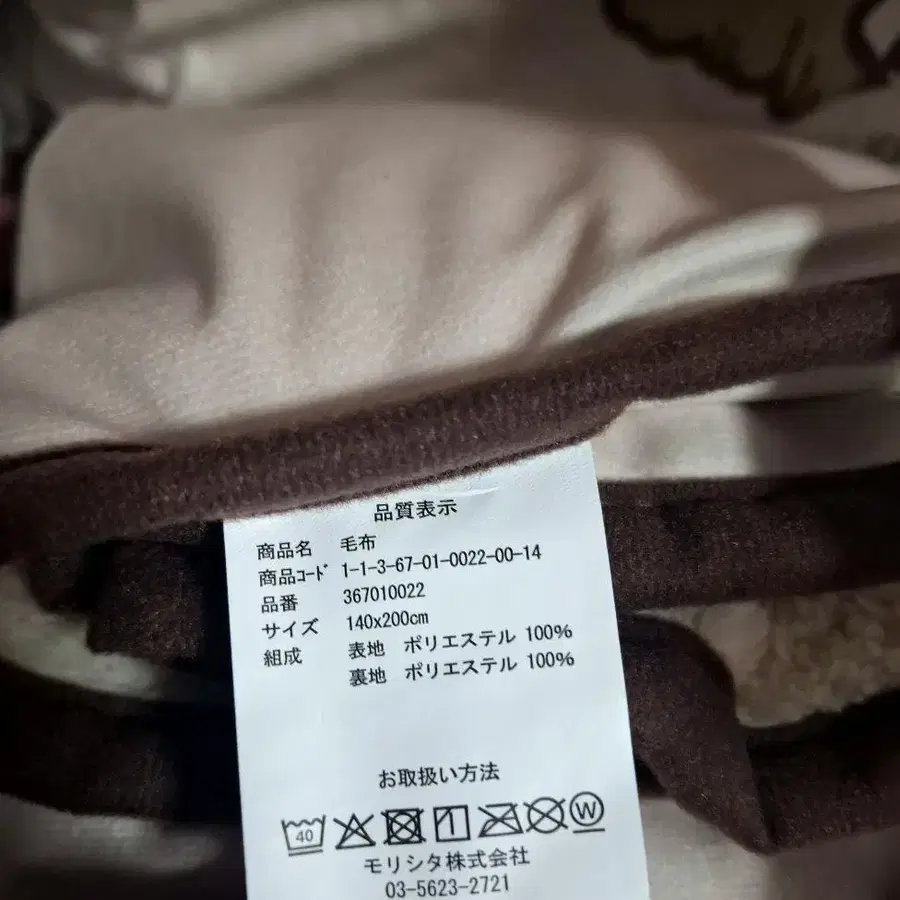 品質表示
商品名 毛布
商品コード 1-1-3-67-01-0022-00-14
品番 367010022
サイズ 140x200cm
組成 表地 ポリエステル 100%
裏地 ポリエステル 100%
お取扱い方法
40 W
モリシタ株式会社
03-5623-2721